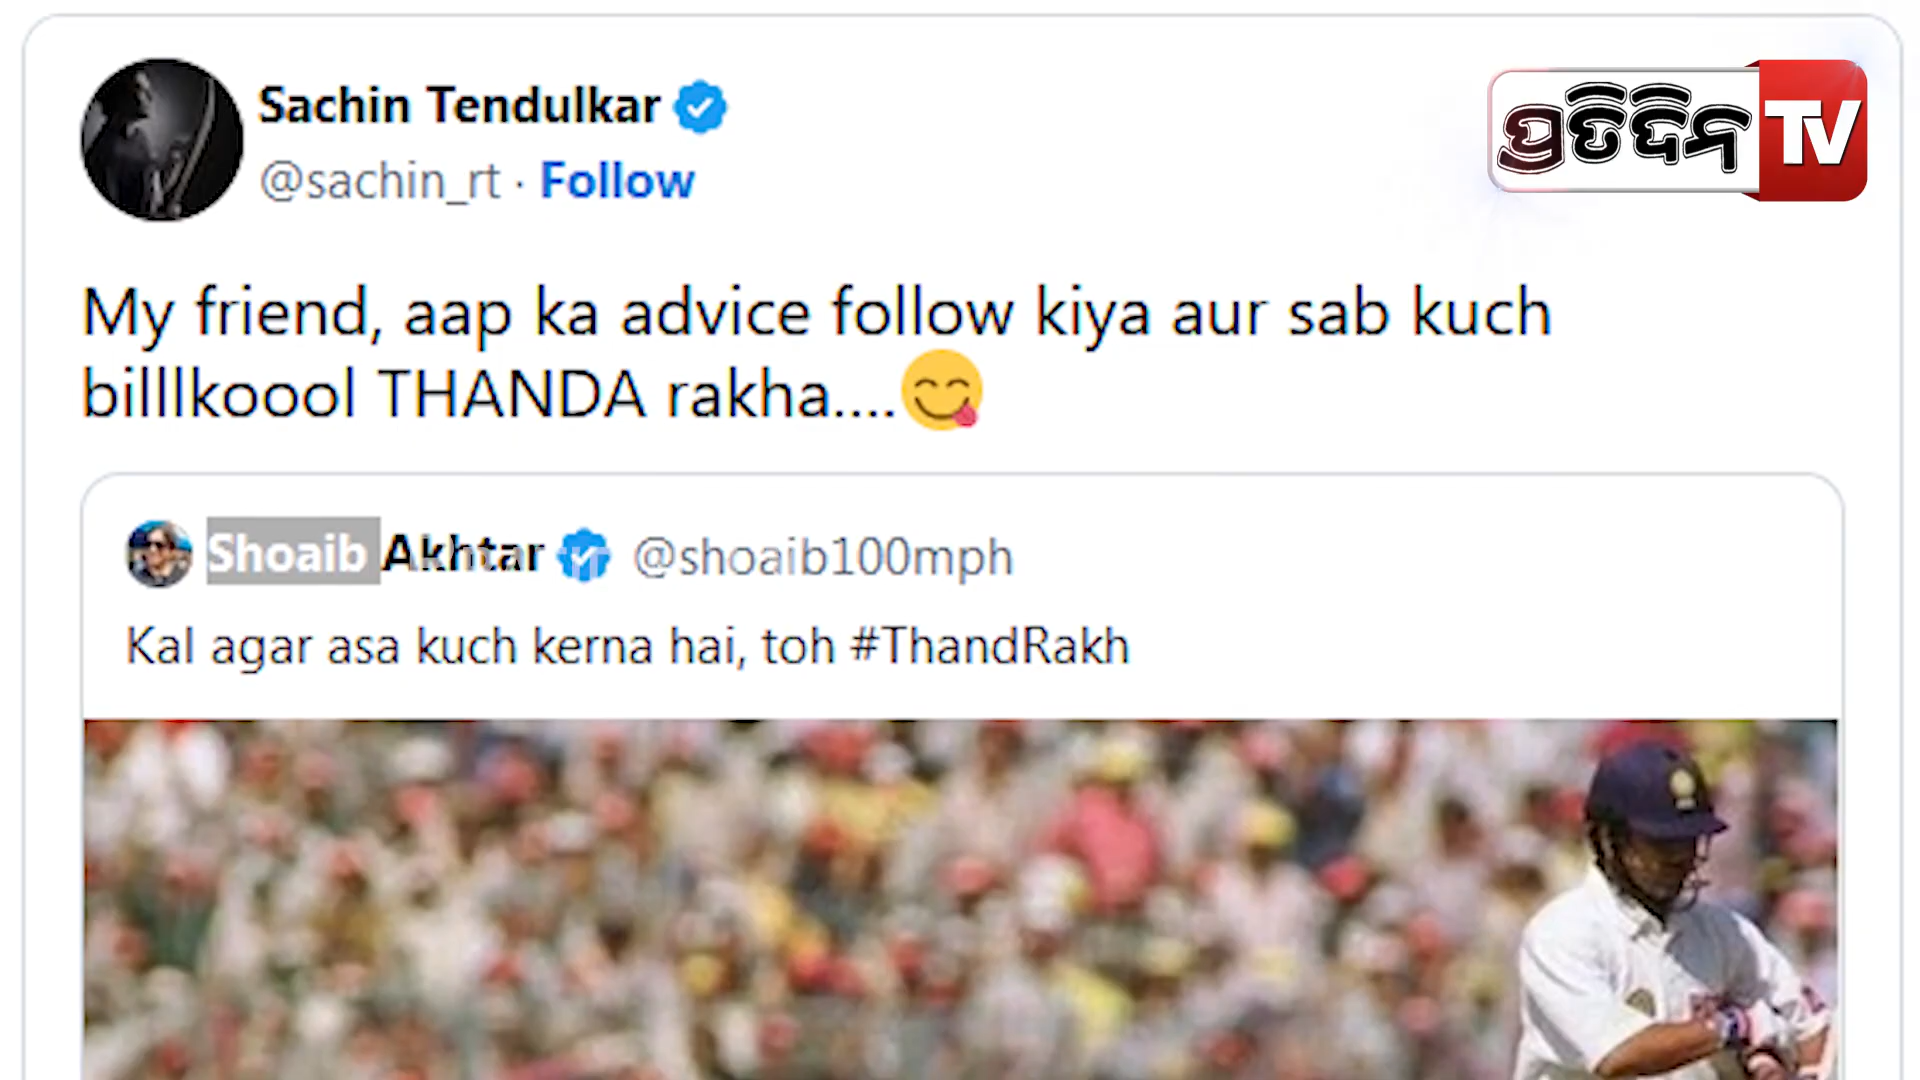 Sachin Tendulkar
@sachin_rt · Follow
ପ୍ରତିଦିନ TV
My friend, aap ka advice follow kiya aur sab kuch
billlkoool THANDA rakha....😋
Shoaib Akhtar @shoaib100mph
Kal agar asa kuch kerna hai, toh #ThandRakh